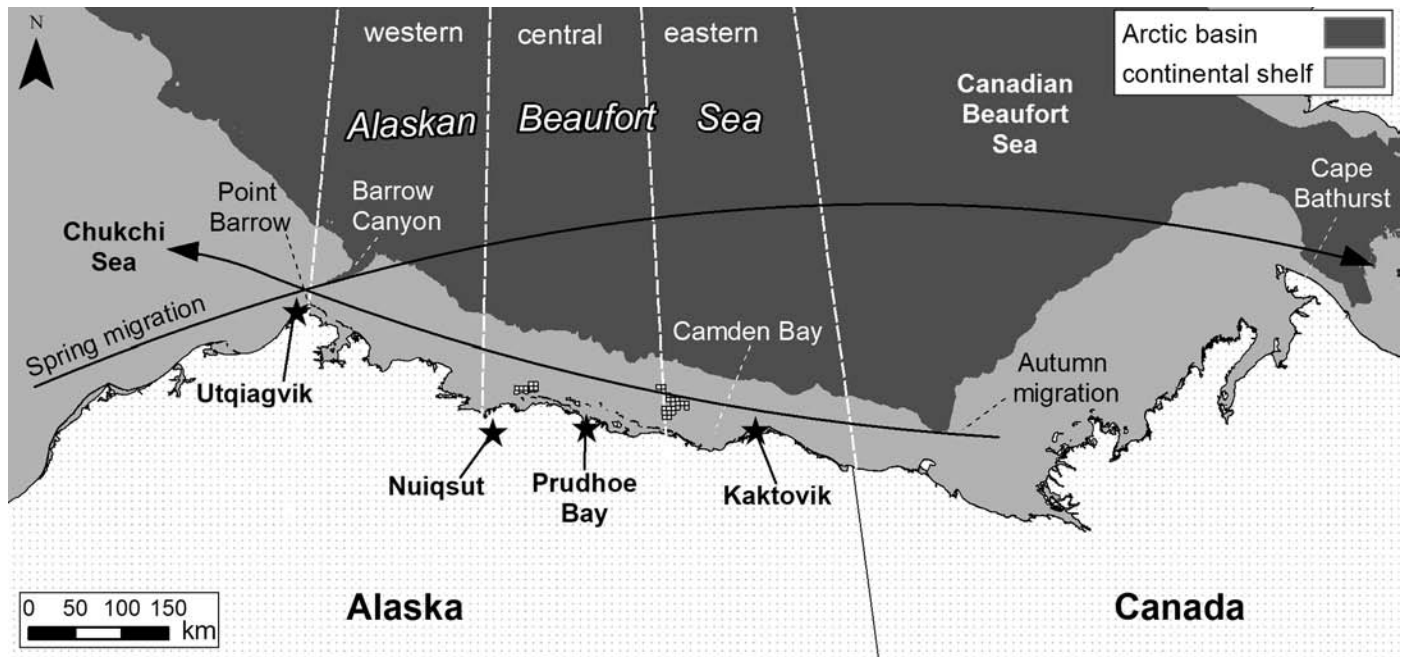 N
western central eastern
Arctic basin
continental shelf
Alaskan Beaufort Sea
Canadian
Beaufort
Sea
Point
Barrow
Barrow
Canyon
Cape
Bathurst
Chukchi
Sea
Spring migration
Camden Bay
Autumn
migration
Utqiagvik
Nuiqsut
Prudhoe
Bay
Kaktovik
0 50 100 150
km
Alaska
Canada